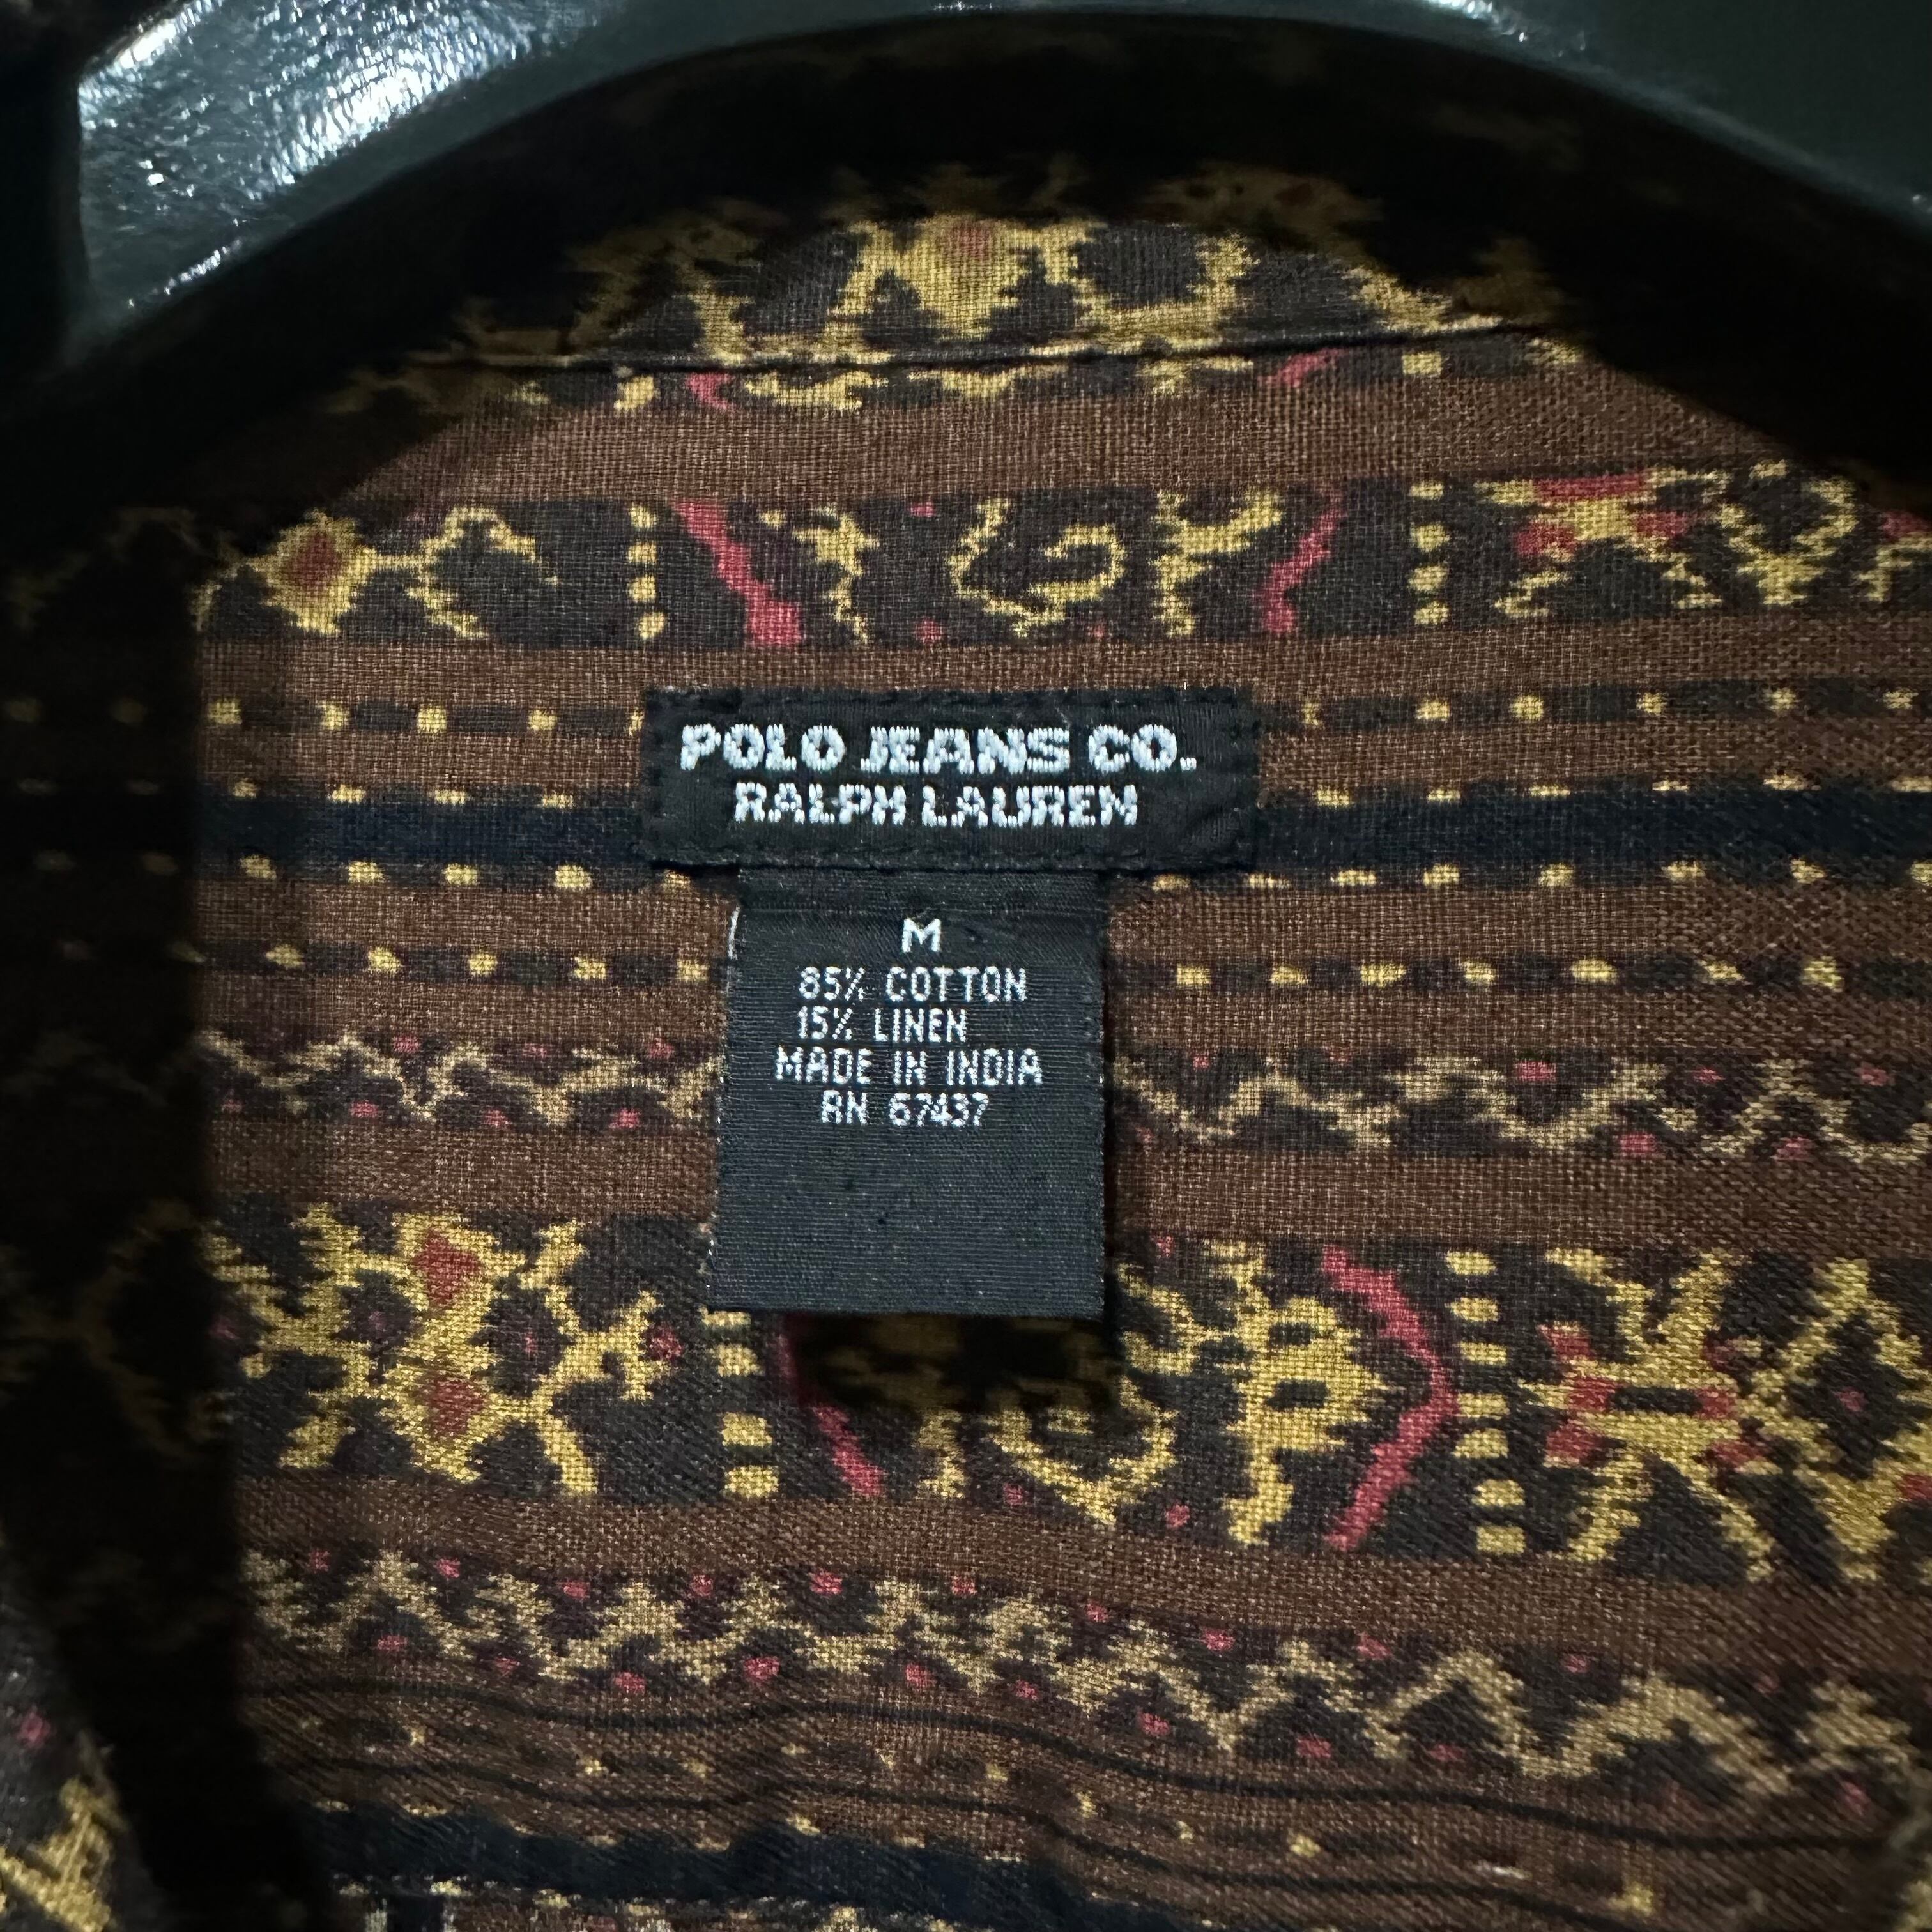 POLO JEANS CO.
RALPH LAUREN
M
85% COTTON
15% LINEN
MADE IN INDIA
RN 67437